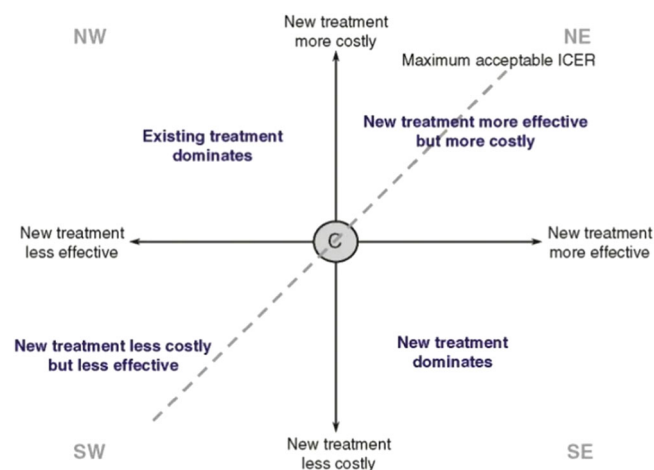 NW
New treatment
more costly
NE
Maximum acceptable ICER
Existing treatment
dominates
New treatment more effective
but more costly
New treatment
less effective
C
New treatment
more effective
New treatment less costly
but less effective
New treatment
dominates
SW
New treatment
less costly
SE